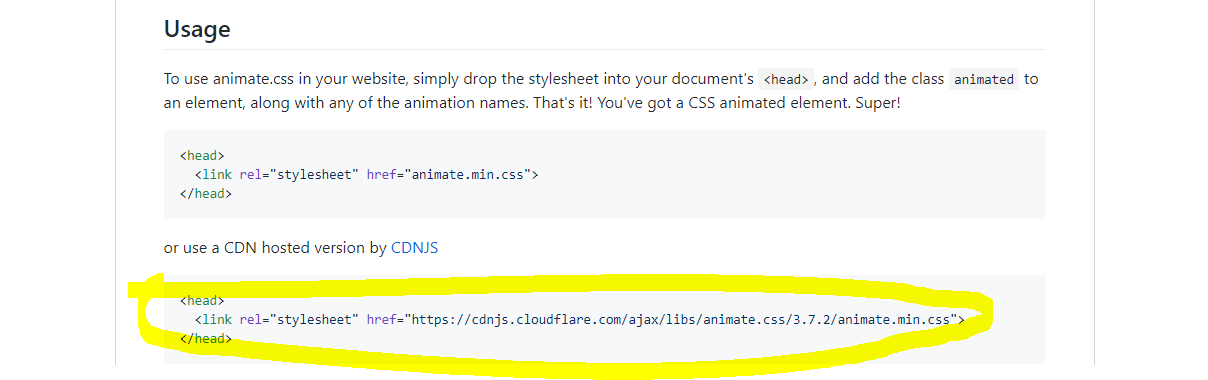 Usage
To use animate.css in your website, simply drop the stylesheet into your document's <head>, and add the class animated to
an element, along with any of the animation names. That's it! You've got a CSS animated element. Super!
<head>
<link rel="stylesheet" href="animate.min.css">
</head>
or use a CDN hosted version by CDNJS
<head>
<link rel="stylesheet" href="https://cdnjs.cloudflare.com/ajax/libs/animate.css/3.7.2/animate.min.css">
</head>